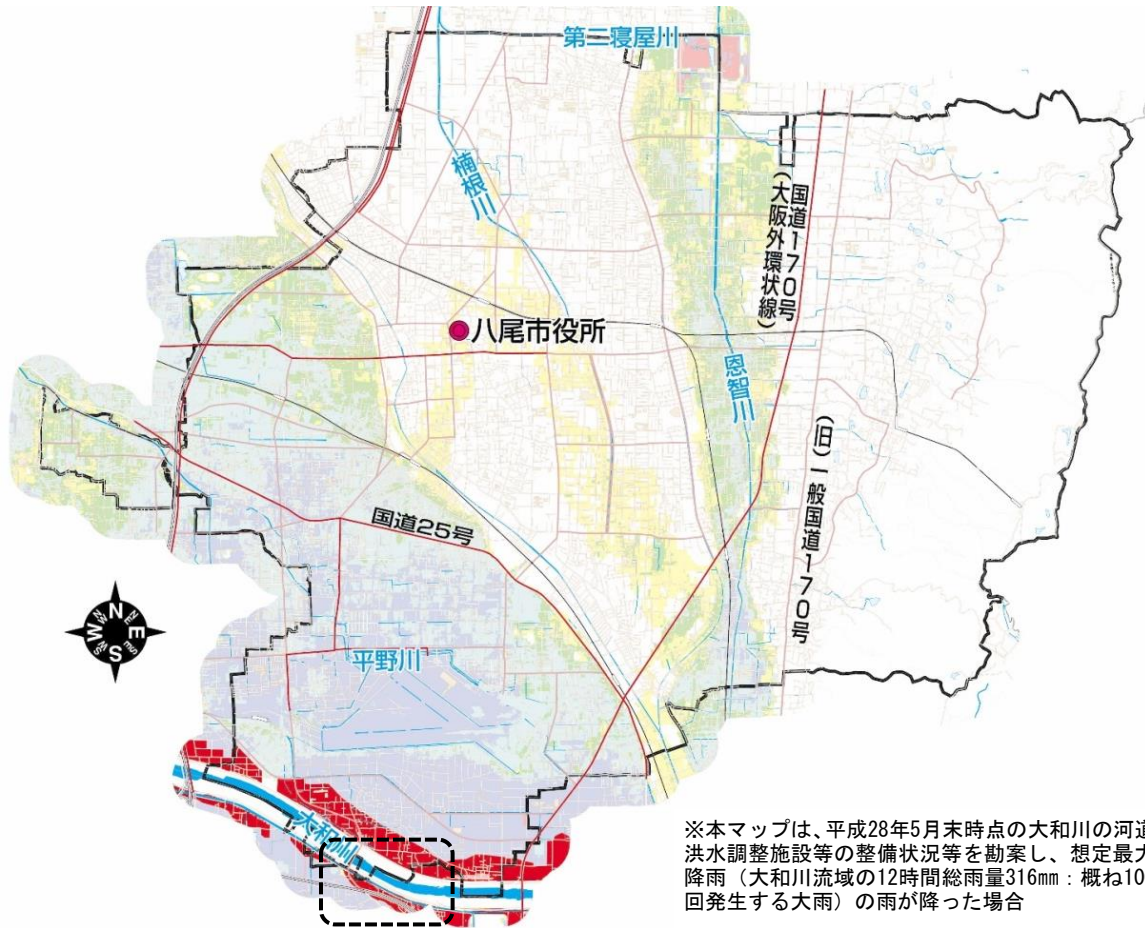 第二寝屋川
楠根川
国道170号
(大阪外環状線)
八尾市役所
恩智川
(旧)一般国道170号
国道25号
N
W
E
S
平野川
大和川
※本マップは、平成28年5月末時点の大和川の河道
洪水調整施設等の整備状況等を勘案し、想定最大
降雨（大和川流域の12時間総雨量316㎜：概ね10
回発生する大雨）の雨が降った場合